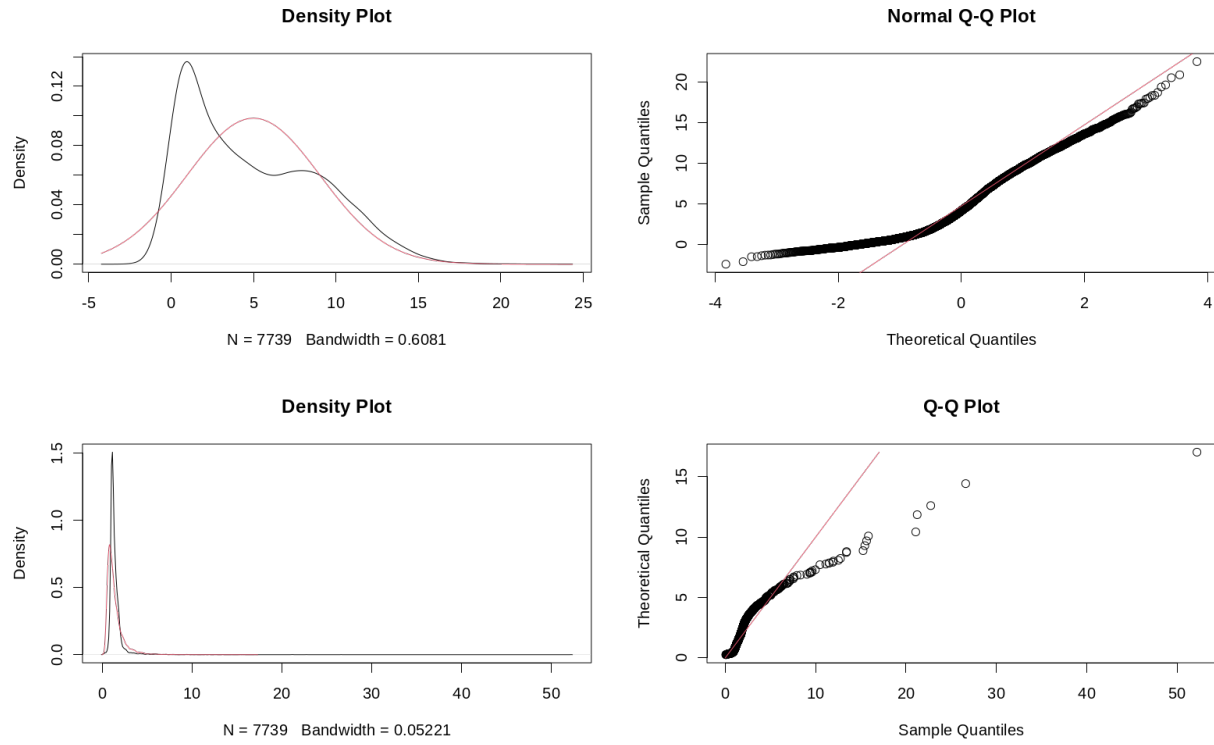 Density Plot
Density
0.00 0.04 0.08 0.12
-5 0 5 10 15 20 25
N = 7739 Bandwidth = 0.6081
Normal Q-Q Plot
Sample Quantiles
0 5 10 15 20
-4 -2 0 2 4
Theoretical Quantiles
Density Plot
Density
0.0 0.5 1.0 1.5
0 10 20 30 40 50
N = 7739 Bandwidth = 0.05221
Q-Q Plot
Theoretical Quantiles
0 5 10 15
0 10 20 30 40 50
Sample Quantiles